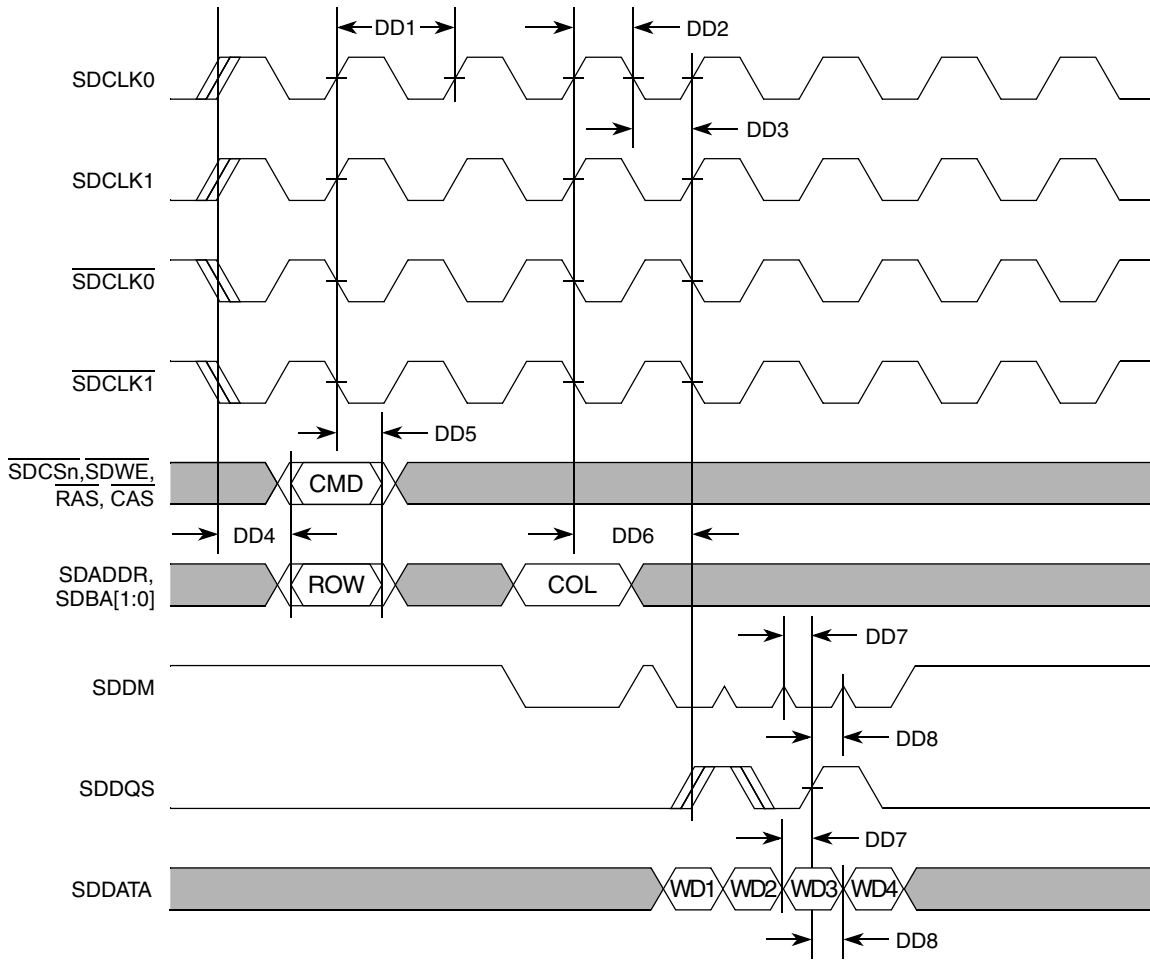 DD1
DD2
SDCLK0
DD3
SDCLK1
SDCLK0
SDCLK1
DD5
SDCSn,SDWE,
RAS, CAS
CMD
DD4
DD6
SDADDR,
SDBA[1:0]
ROW
COL
DD7
SDDM
DD8
SDDQS
DD7
SDDATA
WD1
WD2
WD3
WD4
DD8